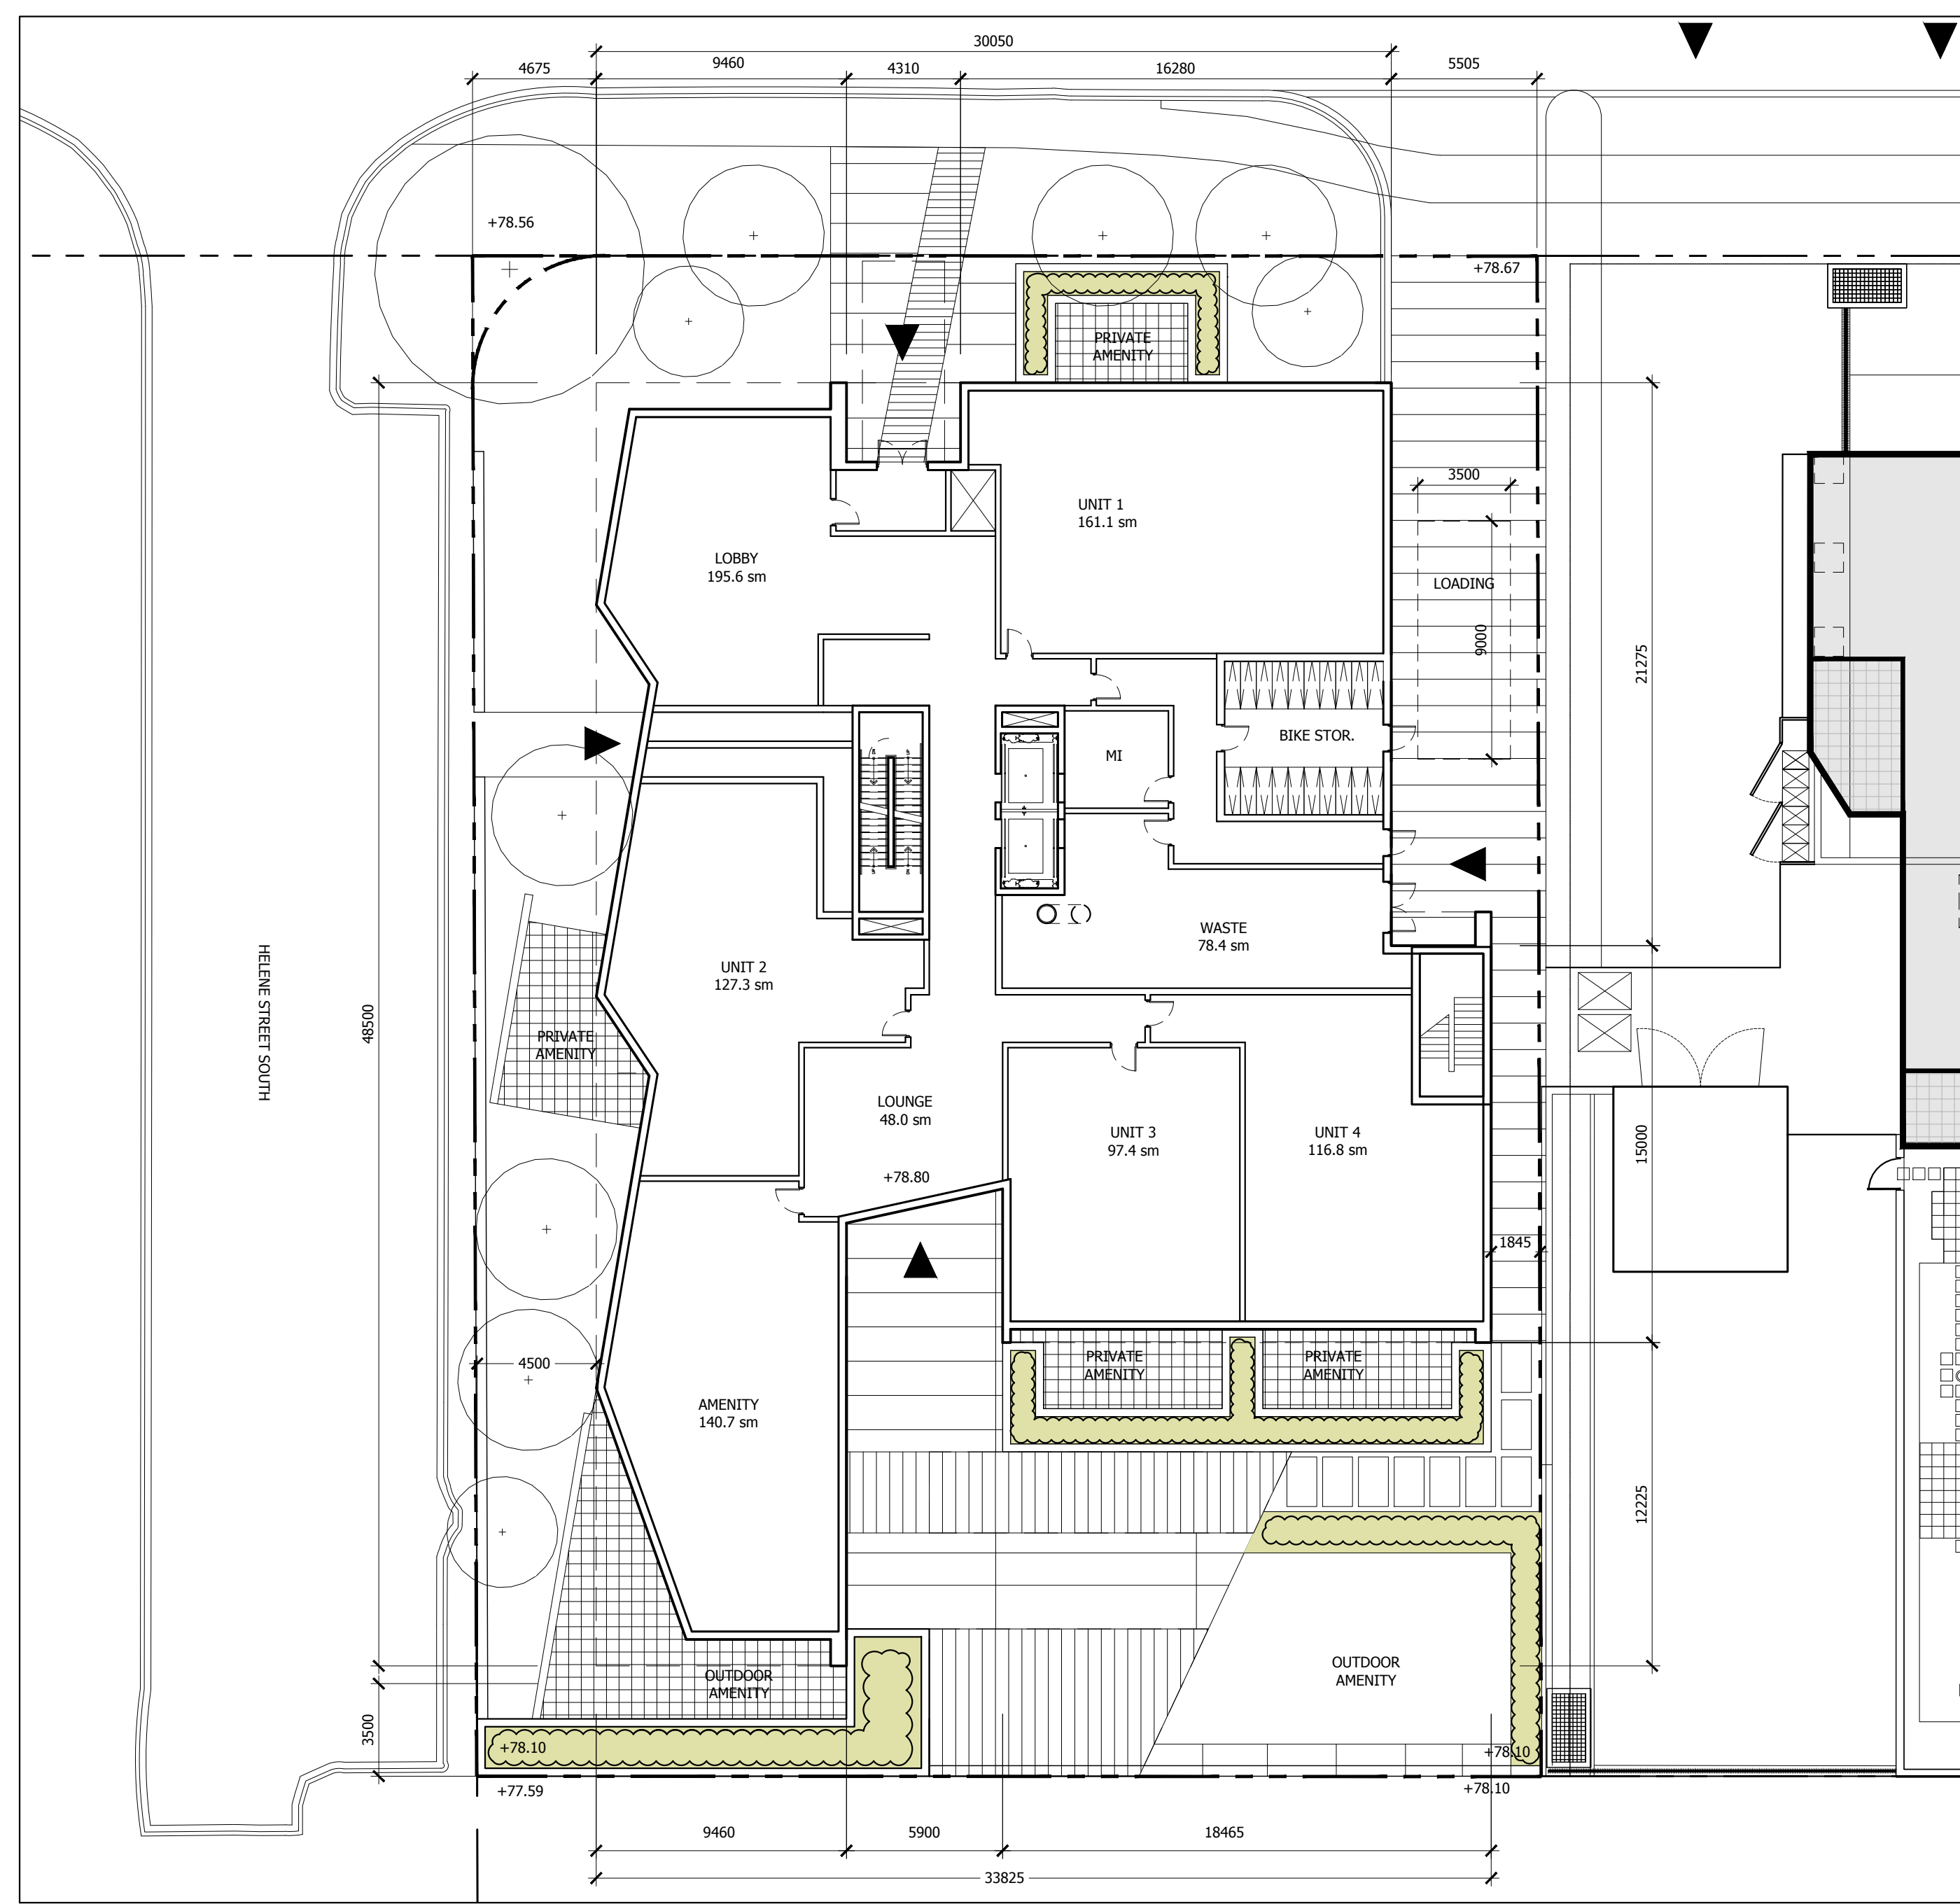 30050
4675
9460
4310
16280
5505
+78.56
+78.67
PRIVATE
AMENITY
UNIT 1
161.1 sm
3500
LOBBY
195.6 sm
LOADING
9000
21275
BIKE STOR.
MI
WASTE
78.4 sm
UNIT 2
127.3 sm
HELENE STREET SOUTH
48500
PRIVATE
AMENITY
LOUNGE
48.0 sm
UNIT 3
97.4 sm
UNIT 4
116.8 sm
15000
+78.80
1845
4500
PRIVATE
AMENITY
PRIVATE
AMENITY
AMENITY
140.7 sm
12225
OUTDOOR
AMENITY
OUTDOOR
AMENITY
3500
+78.10
+78.10
+77.59
+78.10
9460
5900
18465
33825